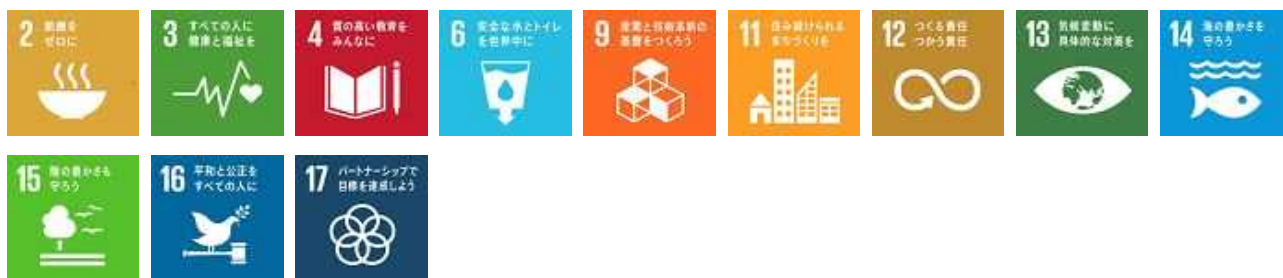 2 飢餓を
ゼロに
3 すべての人に
健康と福祉を
4 質の高い教育を
みんなに
6 安全な水とトイレ
を世界中に
9 産業と技術革新の
基盤をつくろう
11 住み続けられる
まちづくりを
12 つくる責任
つかう責任
13 気候変動に
具体的な対策を
14 海の豊かさを
守ろう
15 陸の豊かさも
守ろう
16 平和と公正を
すべての人に
17 パートナーシップで
目標を達成しよう